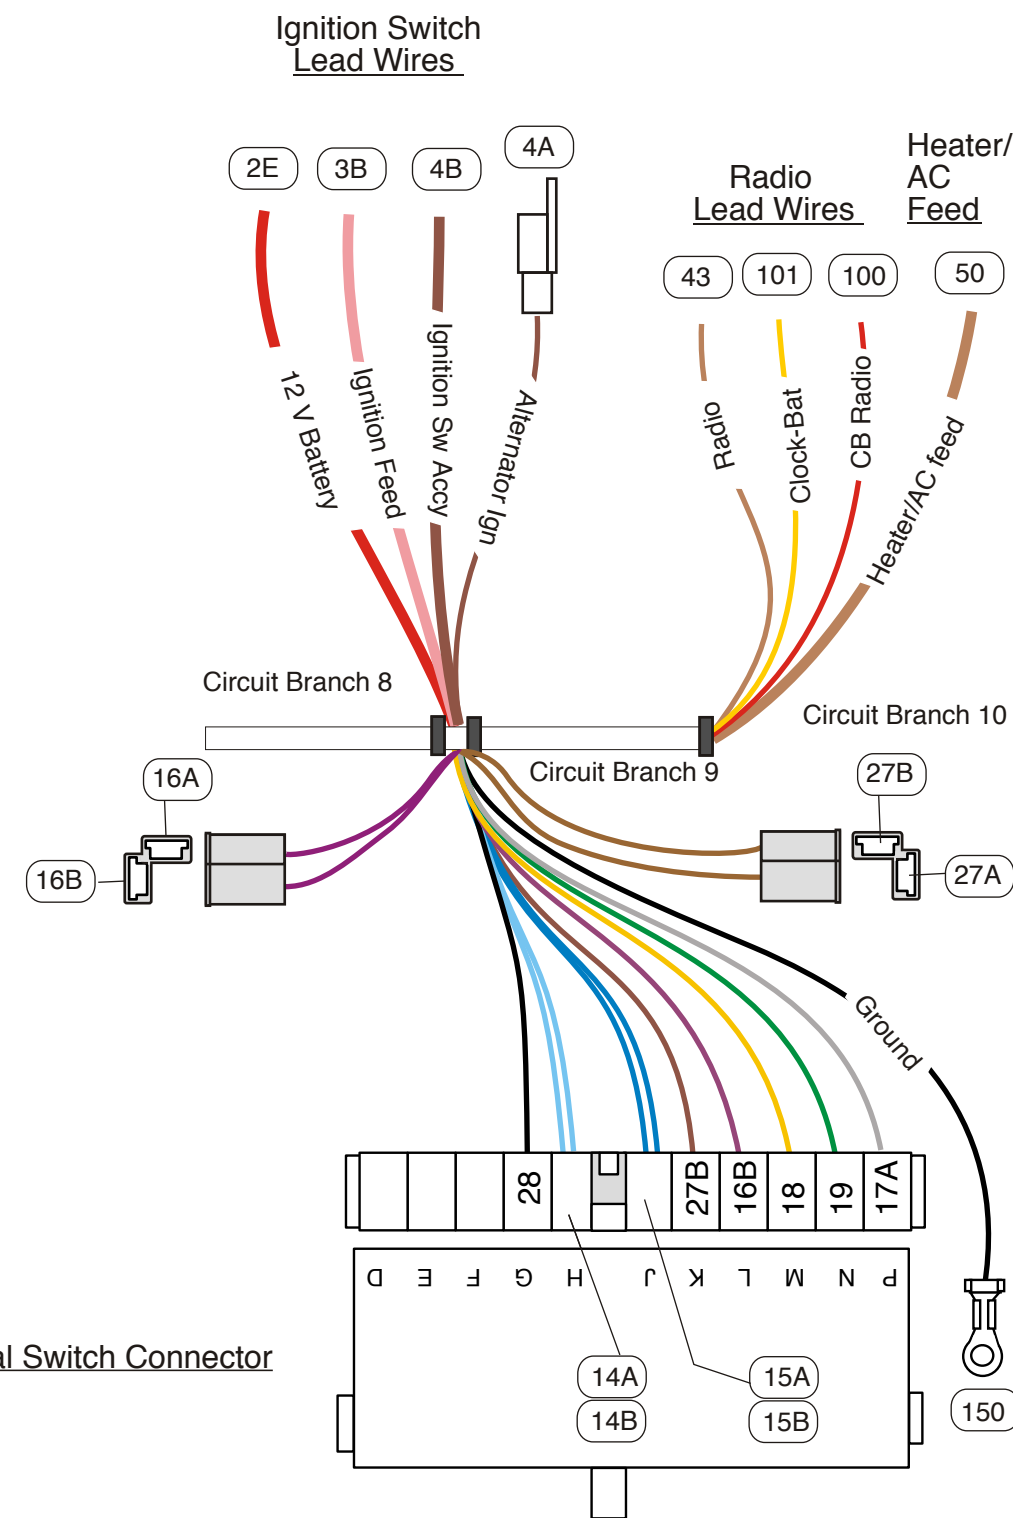 Ignition Switch
Lead Wires
2E
3B
4B
4A
Radio
Lead Wires
Heater/
AC
Feed
43
101
100
50
12 V Battery
Ignition Feed
Ignition Sw Accy
Alternator Ign
Radio
Clock-Bat
CB Radio
Heater/AC feed
Circuit Branch 8
Circuit Branch 10
Circuit Branch 9
16A
16B
27B
27A
Ground
28
27B
16B
18
19
17A
D
E
F
G
H
J
K
L
M
N
P
al Switch Connector
14A
14B
15A
15B
150